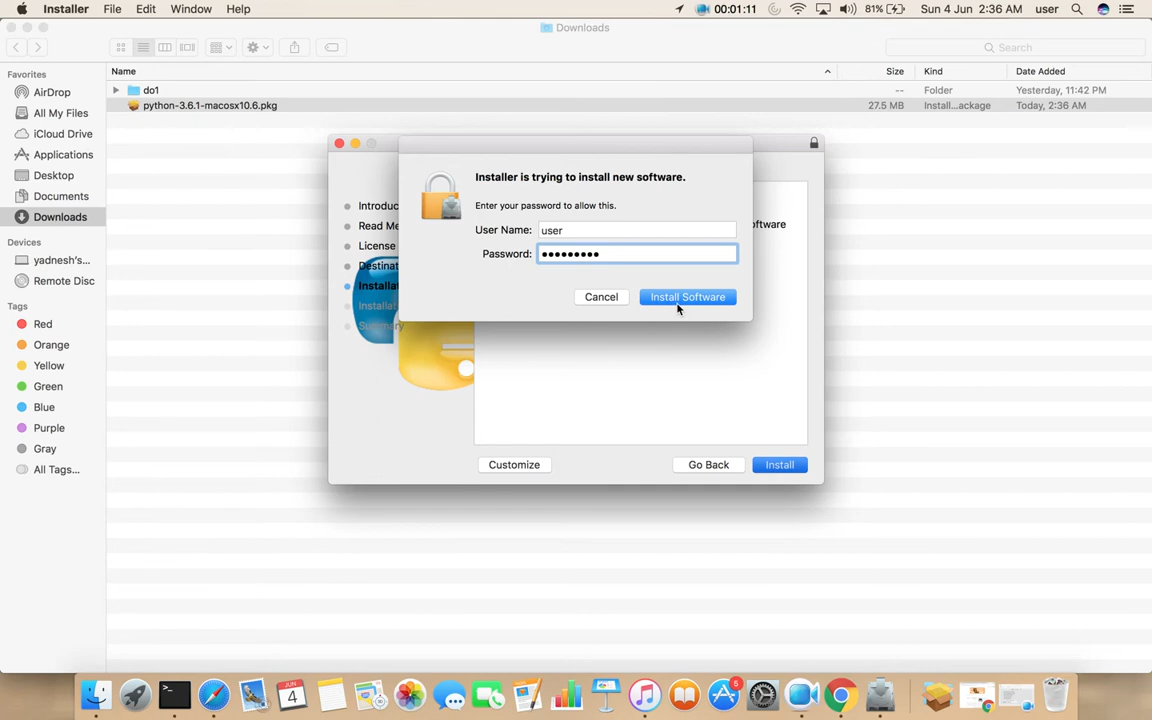 Installer File Edit Window Help 00:01:11 81% Sun 4 Jun 2:36 AM user
Downloads
Search
Favorites
AirDrop
All My Files
iCloud Drive
Applications
Desktop
Documents
Downloads
Devices
yadnesh's...
Remote Disc
Tags
Red
Orange
Yellow
Green
Blue
Purple
Gray
All Tags...
Name Size Kind Date Added
do1 -- Folder Yesterday, 11:42 PM
python-3.6.1-macosx10.6.pkg 27.5 MB Install...ackage Today, 2:36 AM
Installer is trying to install new software.
Enter your password to allow this.
User Name: user
Password: •••••••••
Cancel Install Software
Introduc
Read Me
License
Destinat
Installat
Installat
Summary
oftware
Customize Go Back Install
JUN
4
5